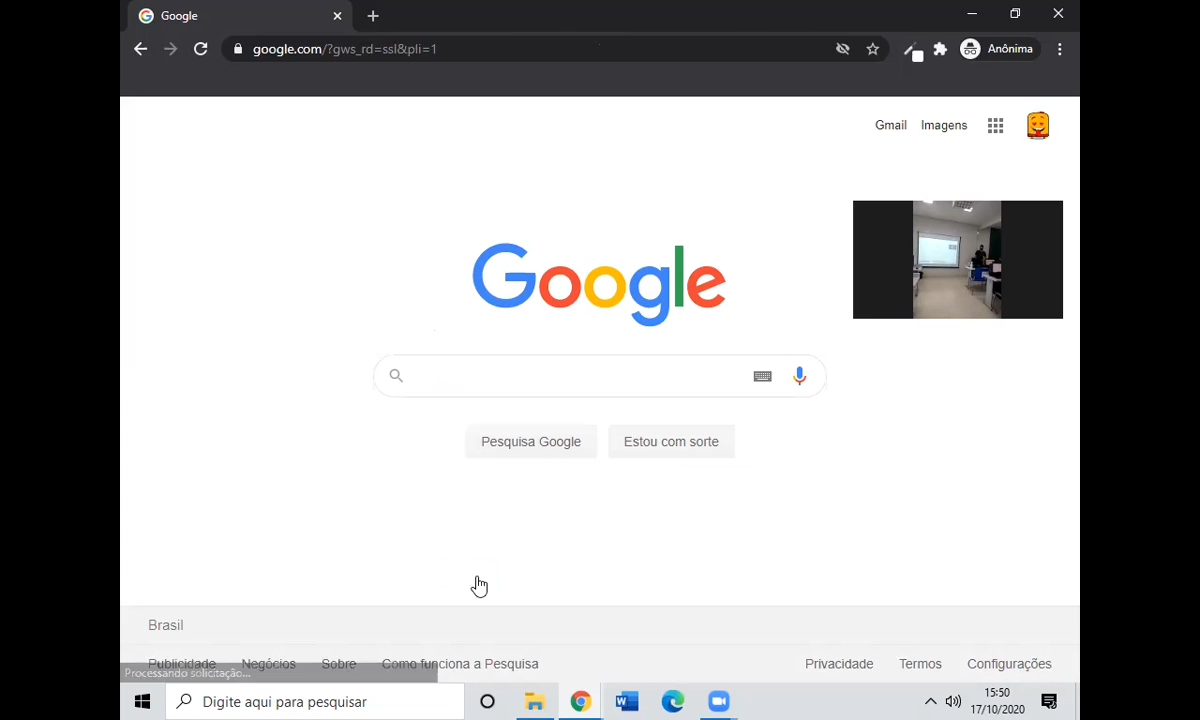 Google
google.com/?gws_rd=ssl&pli=1
Anônima
Gmail Imagens
Google
Pesquisa Google Estou com sorte
Brasil
Publicidade Negócios Sobre Como funciona a Pesquisa Privacidade Termos Configurações
Processando solicitação...
Digite aqui para pesquisar
15:50
17/10/2020